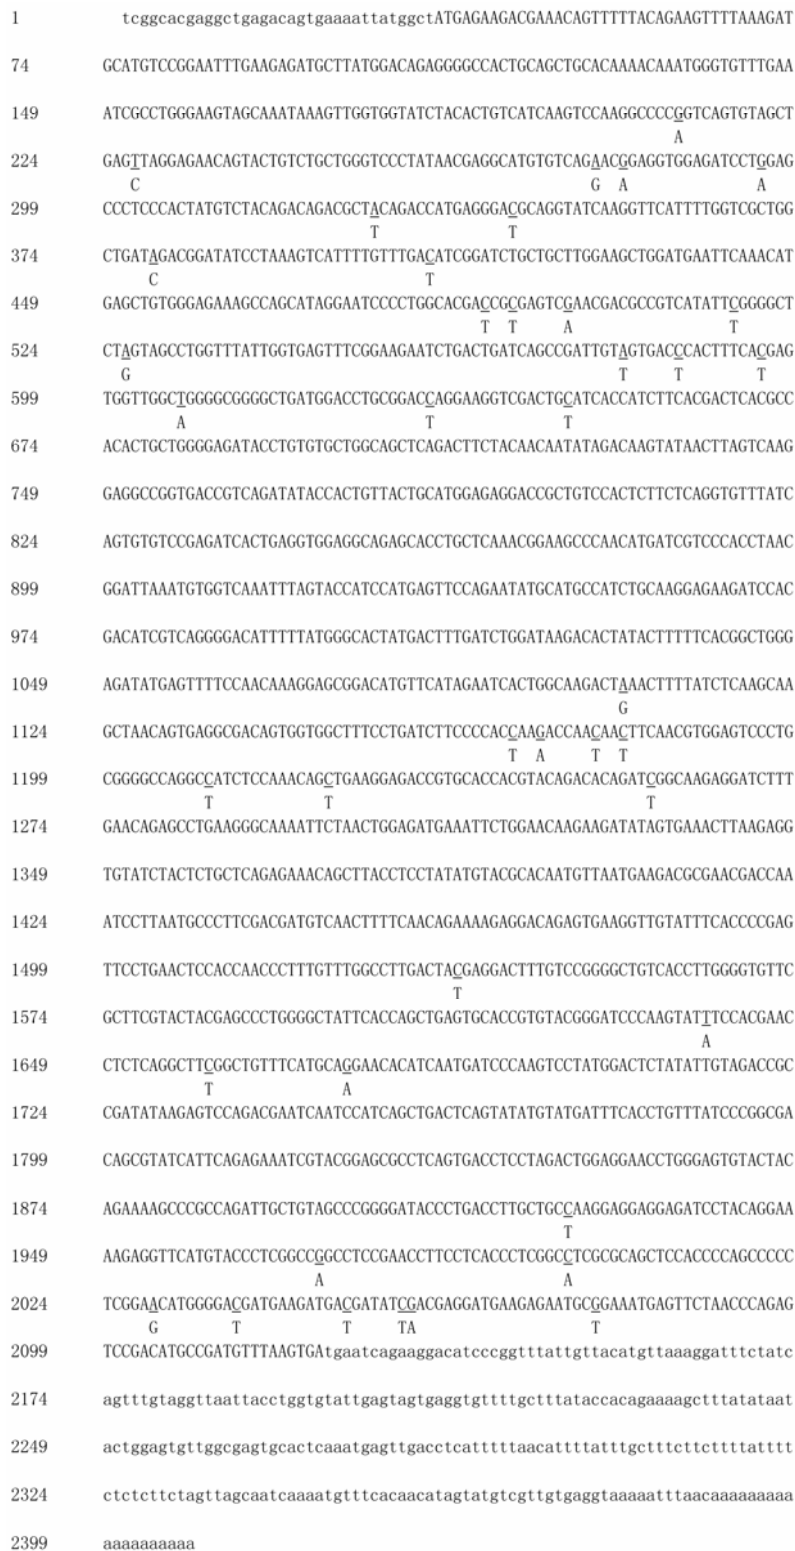 1 tcggcacgaggctgagacagtgaaaattatggctATGAGAAGACGAAACAGTTTTTACAGAAGTTTTAAAGAT
74 GCATGTCCGGAATTTGAAGAGATGCTTATGGACAGAGGGGCCACTGCAGCTGCACAAAACAAATGGGTGTTTGAA
149 ATCGCCTGGGAAGTAGCAAATAAAGTTGGTGGTATCTACACTGTCATCAAGTCCAAGGCCCCGGTCAGTGTAGCT
A
224 GAGTTAGGAGAACAGTACTGTCTGCTGGGTCCCTATAACGAGGCATGTGTCAGAACGGAGGTGGAGATCCTGGAG
C G A A
299 CCCTCCCACTATGTCTACAGACAGACGCTACAGACCATGAGGGACGCAGGTATCAAGGTTCATTTTGGTCGCTGG
T T
374 CTGATAGACGGATATCCTAAAGTCATTTTGTTTGACATCGGATCTGCTGCTTGGAAGCTGGATGAATTCAAACAT
C T
449 GAGCTGTGGGAGAAAGCCAGCATAGGAATCCCCTGGCACGACCGCGAGTCGAACGACGCCGTCATATTCGGGGCT
T T A T
524 CTAGTAGCCTGGTTTATTGGTGAGTTTCGGAAGAATCTGACTGATCAGCCGATTGTAGTGACCCACTTTCACGAG
G T T T
599 TGGTTGGCTGGGGCGGGGCTGATGGACCTGCGGACCAGGAAGGTCGACTGCATCACCATCTTCACGACTCACGCC
A T T
674 ACACTGCTGGGGAGATACCTGTGTGCTGGCAGCTCAGACTTCTACAACAATATAGACAAGTATAACTTAGTCAAG
749 GAGGCCGGTGACCGTCAGATATACCACTGTTACTGCATGGAGAGGACCGCTGTCCACTCTTCTCAGGTGTTTATC
824 AGTGTGTCCGAGATCACTGAGGTGGAGGCAGAGCACCTGCTCAAACGGAAGCCCAACATGATCGTCCCACCTAAC
899 GGATTAAATGTGGTCAAATTTAGTACCATCCATGAGTTCCAGAATATGCATGCCATCTGCAAGGAGAAGATCCAC
974 GACATCGTCAGGGGACATTTTTATGGGCACTATGACTTTGATCTGGATAAGACACTATACTTTTTCACGGCTGGG
1049 AGATATGAGTTTTCCAACAAAGGAGCGGACATGTTCATAGAATCACTGGCAAGACTAAACTTTTATCTCAAGCAA
G
1124 GCTAACAGTGAGGCGACAGTGGTGGCTTTCCTGATCTTCCCCACCAAGACCAACAACTTCAACGTGGAGTCCCTG
T A T T
1199 CGGGGCCAGGCCATCTCCAAACAGCTGAAGGAGACCGTGCACCACGTACAGACACAGATCGGCAAGAGGATCTTT
T T T
1274 GAACAGAGCCTGAAGGGCAAAATTCTAACTGGAGATGAAATTCTGGAACAAGAAGATATAGTGAAACTTAAGAGG
1349 TGTATCTACTCTGCTCAGAGAAACAGCTTACCTCCTATATGTACGCACAATGTTAATGAAGACGCGAACGACCAA
1424 ATCCTTAATGCCCTTCGACGATGTCAACTTTTCAACAGAAAAGAGGACAGAGTGAAGGTTGTATTTCACCCCGAG
1499 TTCCTGAACTCCACCAACCCTTTGTTTGGCCTTGACTACGAGGACTTTGTCCGGGGCTGTCACCTTGGGGTGTTC
T
1574 GCTTCGTACTACGAGCCCTGGGGCTATTCACCAGCTGAGTGCACCGTGTACGGGATCCCAAGTATTTCCACGAAC
A
1649 CTCTCAGGCTTCGGCTGTTTCATGCAGGAACACATCAATGATCCCAAGTCCTATGGACTCTATATTGTAGACCGC
T A
1724 CGATATAAGAGTCCAGACGAATCAATCCATCAGCTGACTCAGTATATGTATGATTTCACCTGTTTATCCCGGCGA
1799 CAGCGTATCATTCAGAGAAATCGTACGGAGCGCCTCAGTGACCTCCTAGACTGGAGGAACCTGGGAGTGTACTAC
1874 AGAAAAGCCCGCCAGATTGCTGTAGCCCGGGGATACCCTGACCTTGCTGCCAAGGAGGAGGAGATCCTACAGGAA
T
1949 AAGAGGTTCATGTACCCTCGGCCGGCCTCCGAACCTTCCTCACCCTCGGCCTCGCGCAGCTCCACCCCAGCCCCC
A A
2024 TCGGAACATGGGGACGATGAAGATGACGATATCGACGAGGATGAAGAGAATGCGGAAATGAGTTCTAACCCAGAG
G T T TA T
2099 TCCGACATGCCGATGTTTAAGTGAtgaatcagaaggacatcccggtttattgttacatgttaaaggatttctatc
2174 agtttgtaggttaattacctggtgtattgagtagtgaggtgttttgctttataccacagaaaagctttatataat
2249 actggagtgttggcgagtgcactcaaatgagttgacctcatttttaacattttatttgctttcttcttttatttt
2324 ctctcttctagttagcaatcaaaatgtttcacaacatagtatgtcgttgtgaggtaaaaatttaacaaaaaaaaa
2399 aaaaaaaaaa